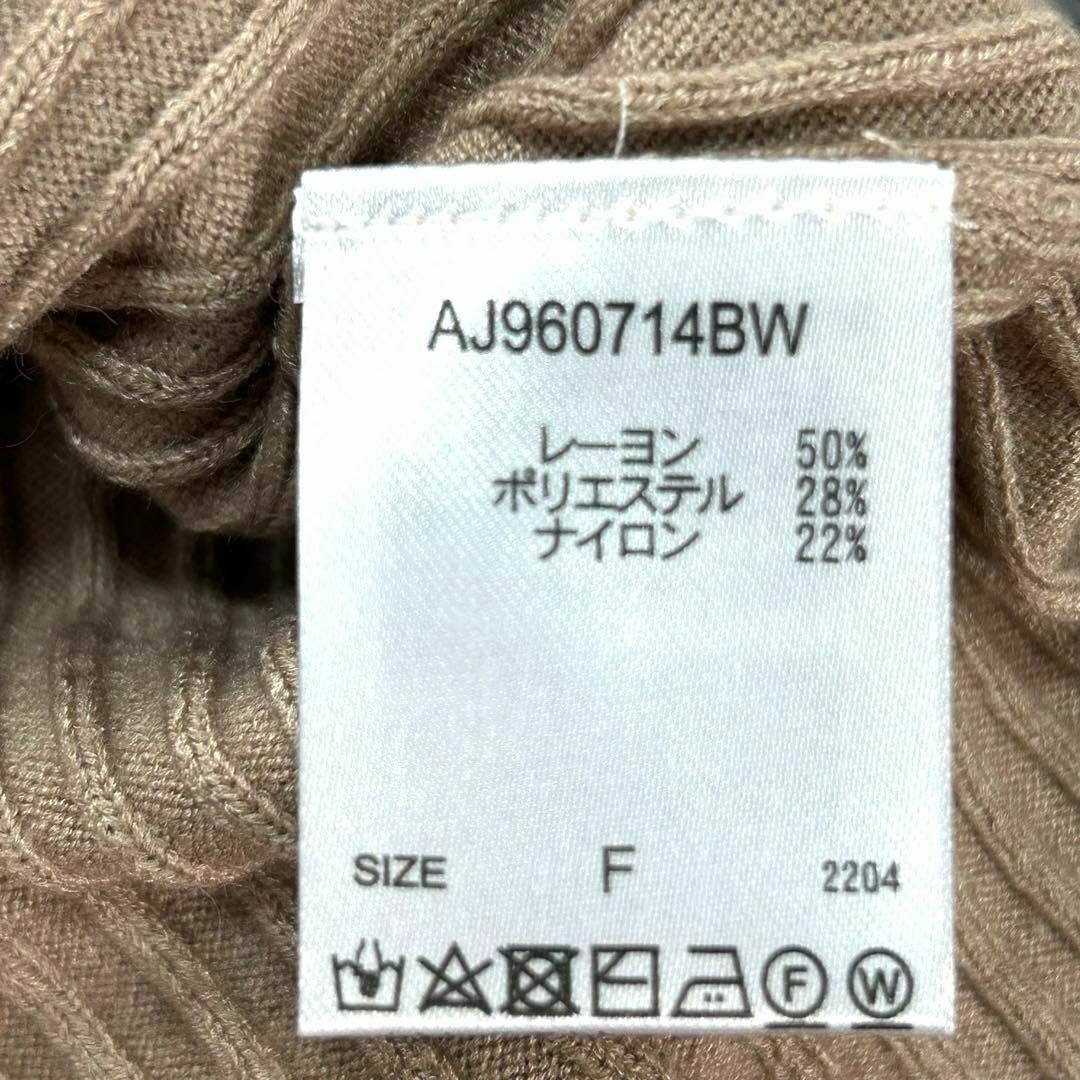 AJ960714BW
レーヨン 50%
ポリエステル 28%
ナイロン 22%
SIZE F 2204
F W